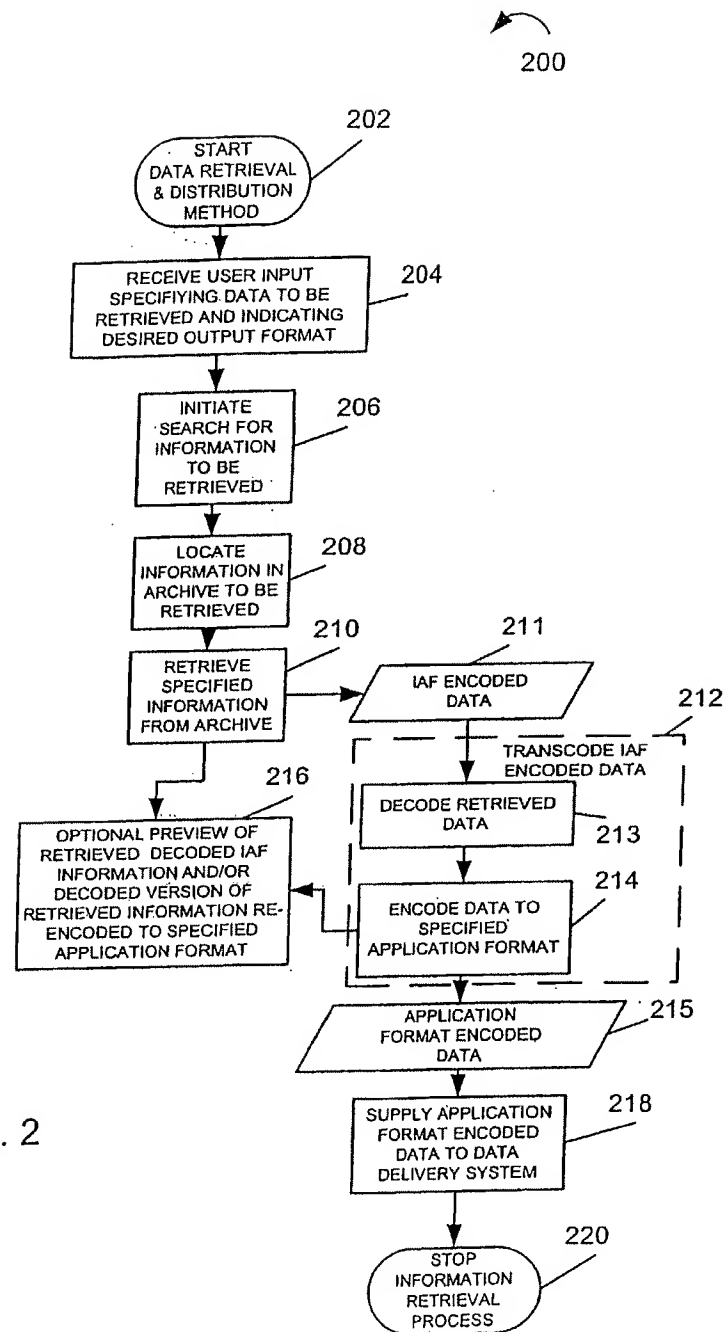 200
202
START
DATA RETRIEVAL
& DISTRIBUTION
METHOD
204
RECEIVE USER INPUT
SPECIFIYING DATA TO BE
RETRIEVED AND INDICATING
DESIRED OUTPUT FORMAT
206
INITIATE
SEARCH FOR
INFORMATION
TO BE
RETRIEVED
208
LOCATE
INFORMATION IN
ARCHIVE TO BE
RETRIEVED
210
RETRIEVE
SPECIFIED
INFORMATION
FROM ARCHIVE
211
IAF ENCODED
DATA
212
TRANSCODE IAF
ENCODED DATA
DECODE RETRIEVED
DATA
213
214
ENCODE DATA TO
SPECIFIED
APPLICATION FORMAT
216
OPTIONAL PREVIEW OF
RETRIEVED DECODED IAF
INFORMATION AND/OR
DECODED VERSION OF
RETRIEVED INFORMATION RE-
ENCODED TO SPECIFIED
APPLICATION FORMAT
215
APPLICATION
FORMAT ENCODED
DATA
218
SUPPLY APPLICATION
FORMAT ENCODED
DATA TO DATA
DELIVERY SYSTEM
. 2
220
STOP
INFORMATION
RETRIEVAL
PROCESS